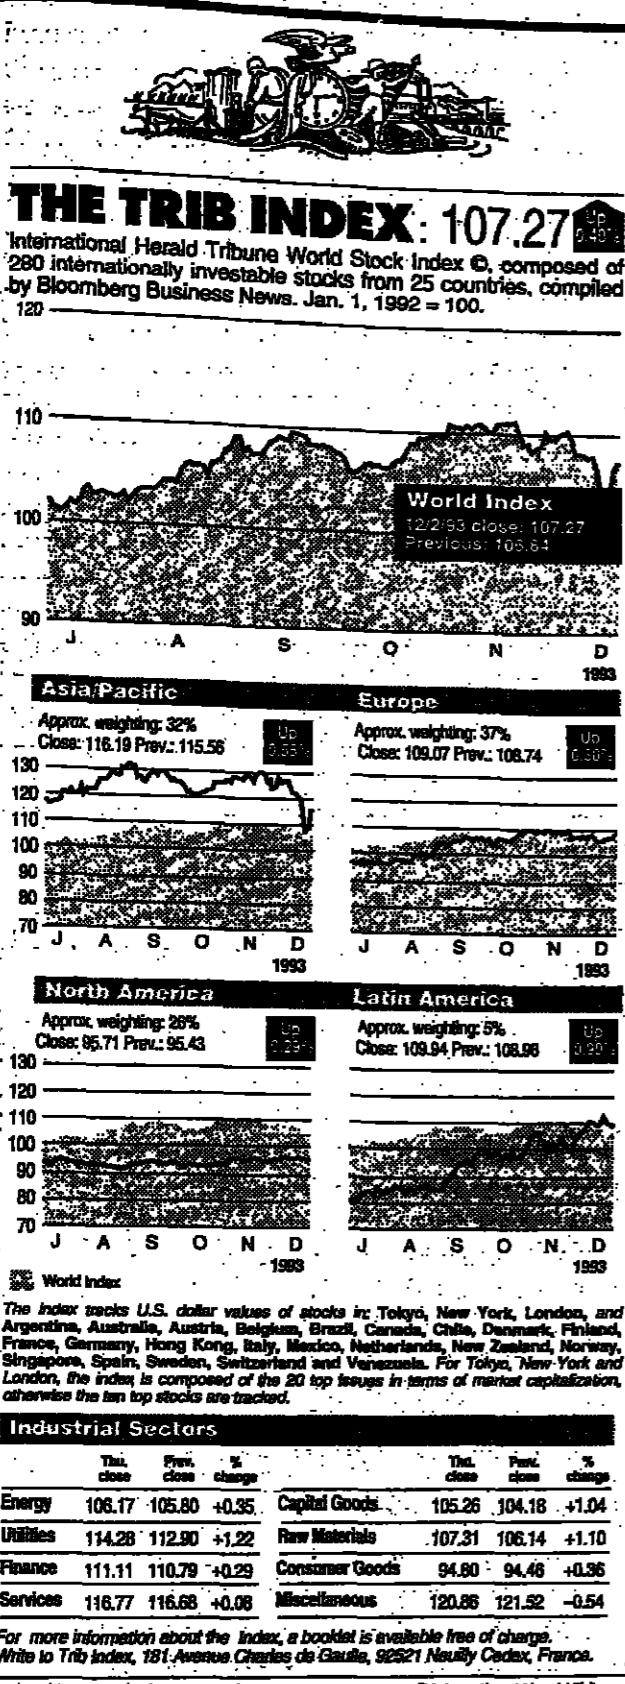 THE TRIB INDEX: 107.27 Up
International Herald Tribune World Stock Index ©, composed of
280 internationally investable stocks from 25 countries, compiled
by Bloomberg Business News. Jan. 1, 1992 = 100.
120
110
100
90
World Index
12/2/93 close: 107.27
Previous: 106.84
J A S O N D
1993
Asia/Pacific
Approx. weighting: 32%
Close: 116.19 Prev.: 115.56
Up
130
120
110
100
90
80
70
J A S O N D
1993
Europe
Approx. weighting: 37%
Close: 109.07 Prev.: 108.74
Up
J A S O N D
1993
North America
Approx. weighting: 26%
Close: 95.71 Prev.: 95.43
Up
130
120
110
100
90
80
70
J A S O N D
1993
Latin America
Approx. weighting: 5%
Close: 109.94 Prev.: 108.98
Up
J A S O N D
1993
World Index
The index tracks U.S. dollar values of stocks in: Tokyo, New York, London, and
Argentina, Australia, Austria, Belgium, Brazil, Canada, Chile, Denmark, Finland,
France, Germany, Hong Kong, Italy, Mexico, Netherlands, New Zealand, Norway,
Singapore, Spain, Sweden, Switzerland and Venezuela. For Tokyo, New York and
London, the index is composed of the 20 top issues in terms of market capitalization,
otherwise the ten top stocks are tracked.
Industrial Sectors
Thu. close Prev. close % change Thu. close Prev. close % change
Energy 106.17 105.80 +0.35 Capital Goods 105.26 104.18 +1.04
Utilities 114.28 112.90 +1.22 Raw Materials 107.31 106.14 +1.10
Finance 111.11 110.79 +0.29 Consumer Goods 94.80 94.46 +0.36
Services 116.77 116.68 +0.08 Miscellaneous 120.86 121.52 -0.54
For more information about the Index, a booklet is available free of charge.
Write to Trib Index, 181 Avenue Charles de Gaulle, 92521 Neuilly Cedex, France.